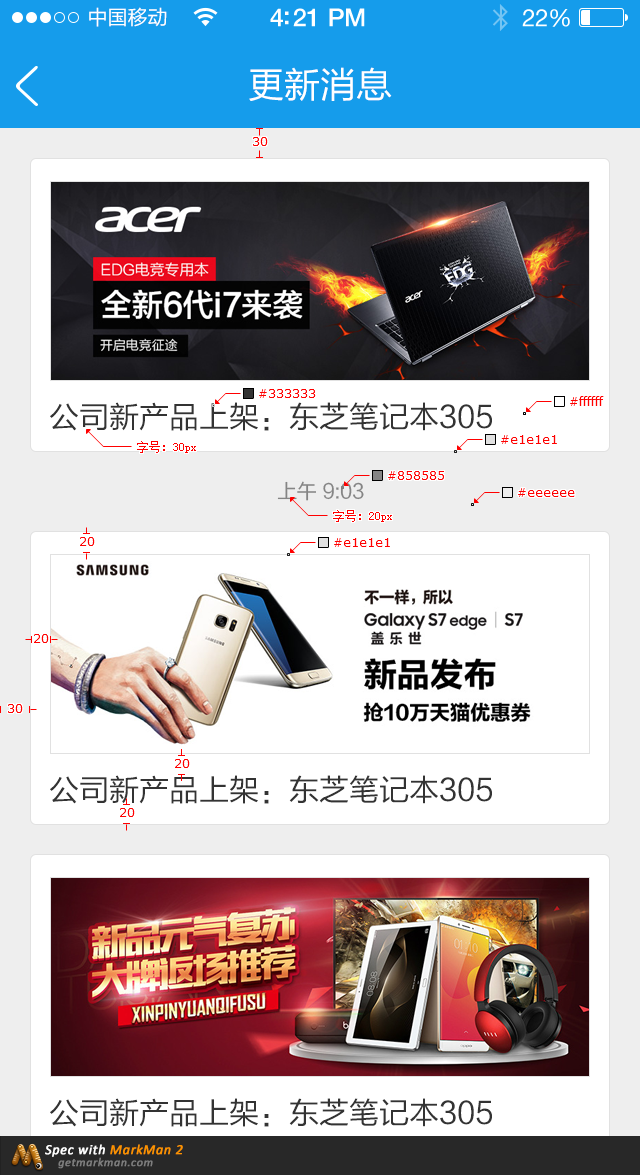 中国移动 4:21 PM 22%
更新消息
30
acer
EDG电竞专用本
全新6代i7来袭
开启电竞征途
EDG
acer
#333333
#ffffff
公司新产品上架：东芝笔记本305
字号：30px
#e1e1e1
#858585
上午 9:03
#eeeeee
字号：20px
20
#e1e1e1
SAMSUNG
不一样，所以
Galaxy S7 edge | S7
盖乐世
20
新品发布
30
抢10万天猫优惠券
20
公司新产品上架：东芝笔记本305
20
新品元气复苏
大牌返场推荐
XINPINYUANQIFUSU
08:08
01:10
公司新产品上架：东芝笔记本305
Spec with MarkMan 2
getmarkman.com